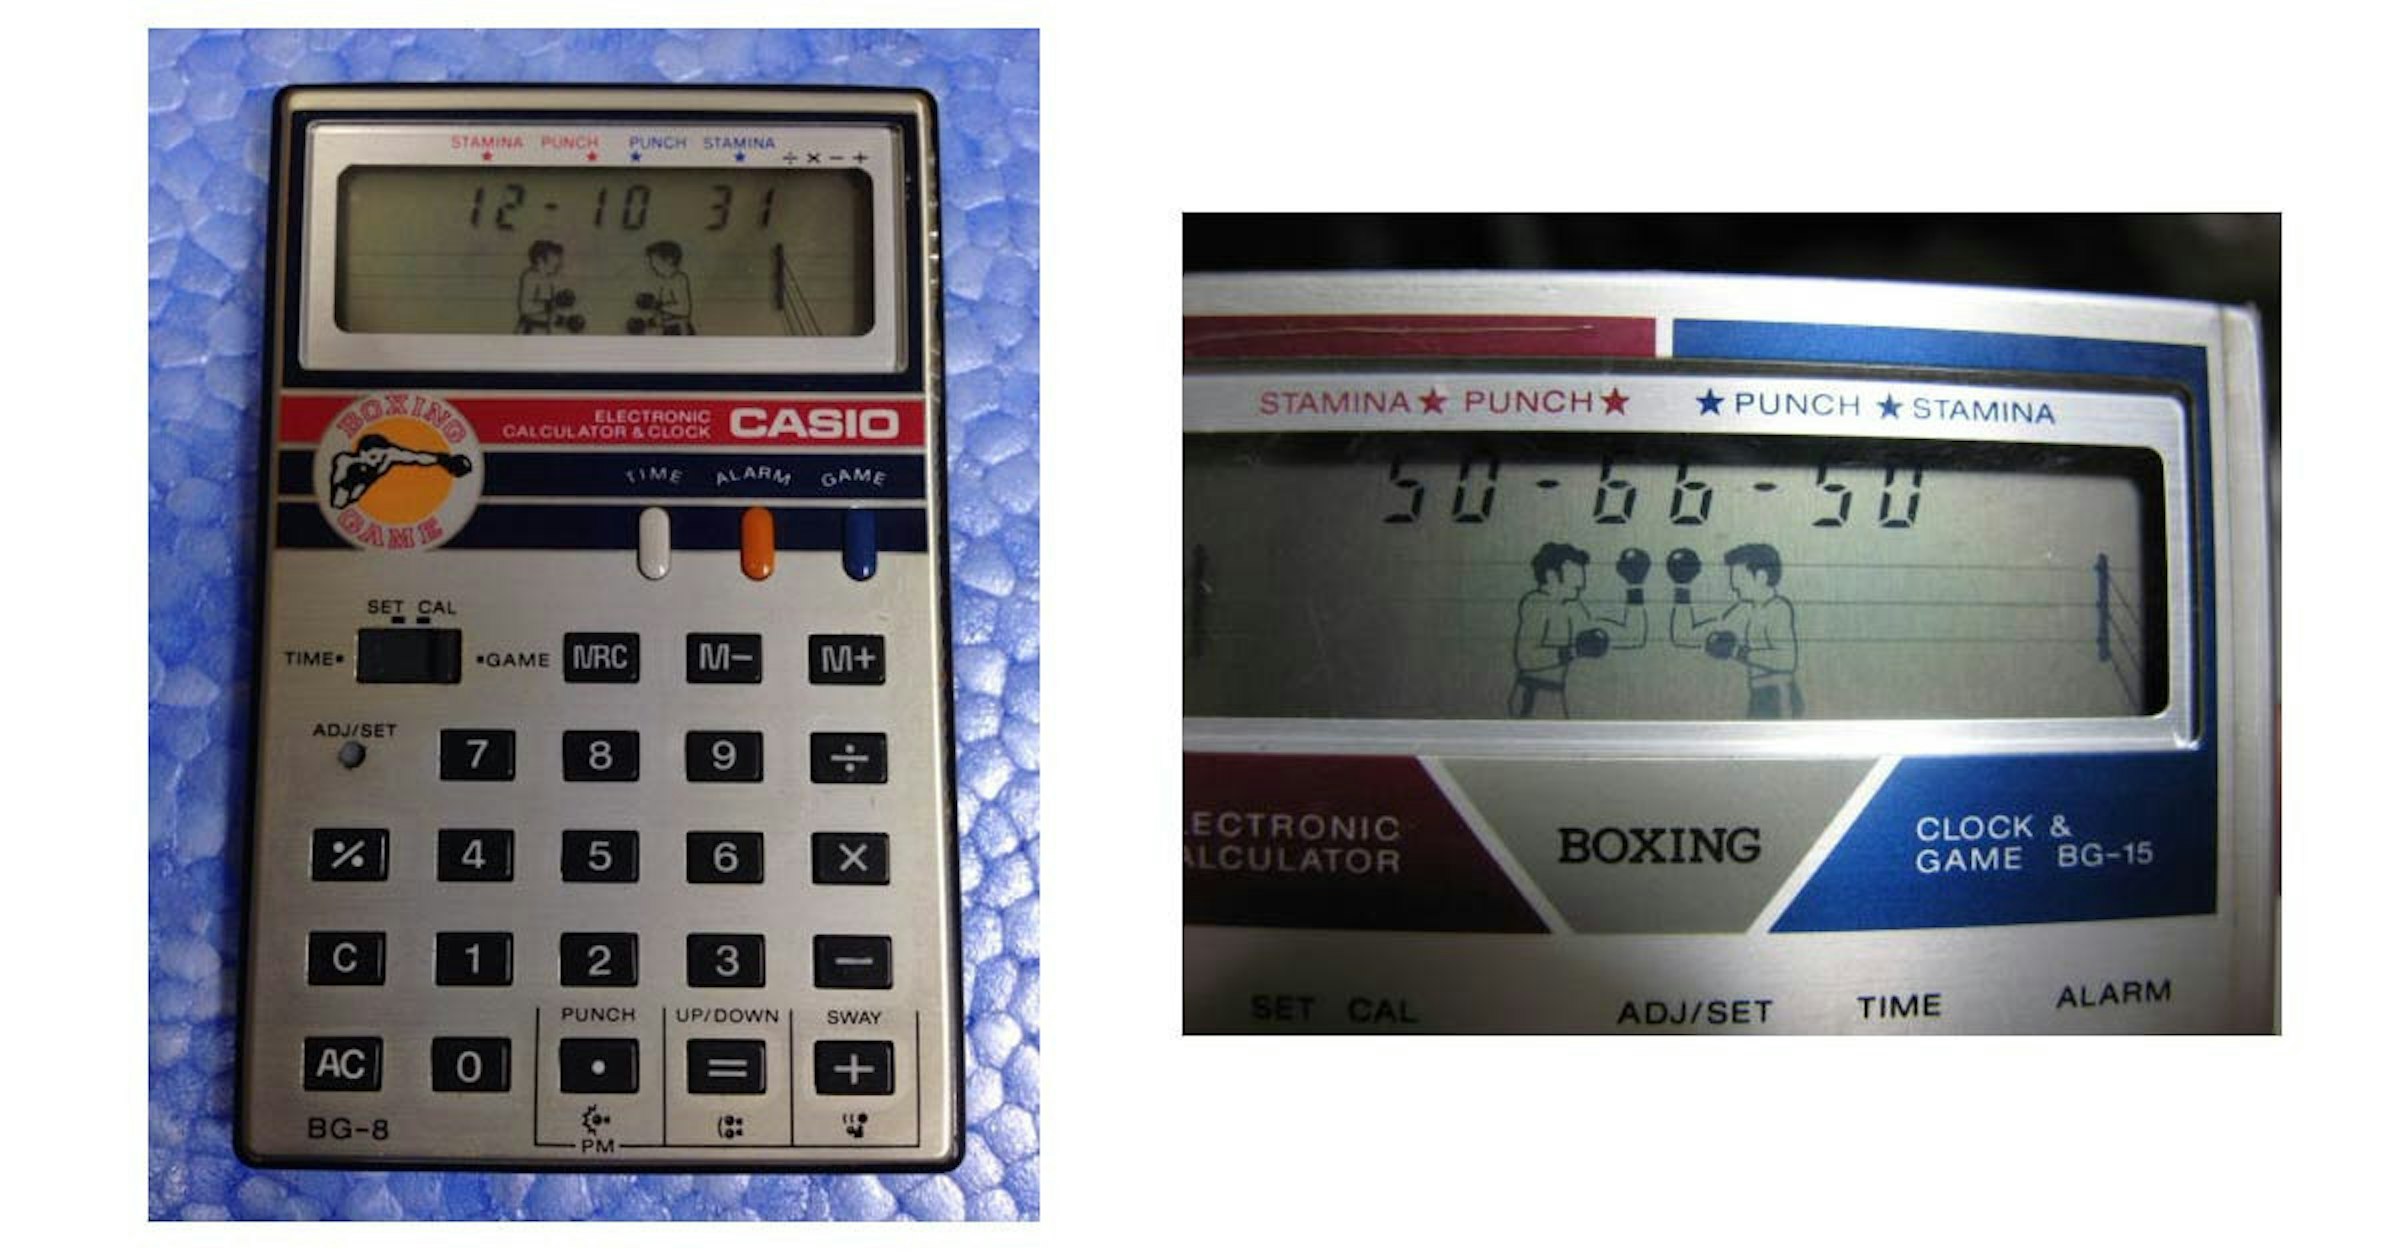 STAMINA PUNCH PUNCH STAMINA
★ ★ ★ ★ ÷ × − +
12-10 31
BOXING GAME
ELECTRONIC
CALCULATOR & CLOCK
CASIO
TIME ALARM GAME
SET CAL
TIME• •GAME
MRC M− M+
ADJ/SET
7 8 9 ÷
% 4 5 6 ×
C 1 2 3 −
PUNCH UP/DOWN SWAY
AC 0 • = +
BG-8
PM
STAMINA★ PUNCH★ ★PUNCH ★STAMINA
50-66-50
ECTRONIC
ALCULATOR
BOXING
CLOCK &
GAME BG-15
SET CAL ADJ/SET TIME ALARM